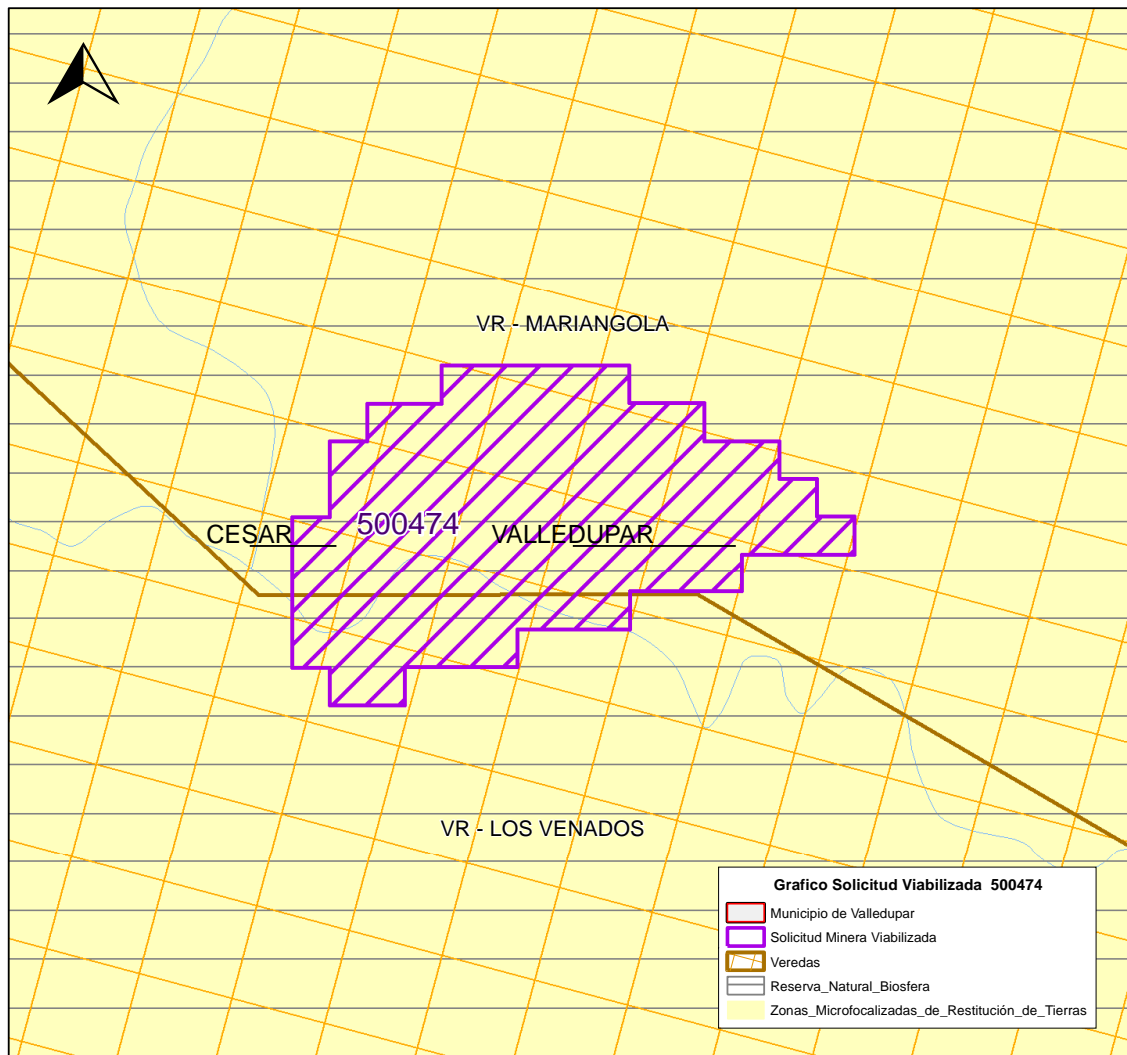 VR - MARIANGOLA
500474
CESAR
VALLEDUPAR
VR - LOS VENADOS
Grafico Solicitud Viabilizada 500474
Municipio de Valledupar
Solicitud Minera Viabilizada
Veredas
Reserva_Natural_Biosfera
Zonas_Microfocalizadas_de_Restitución_de_Tierras